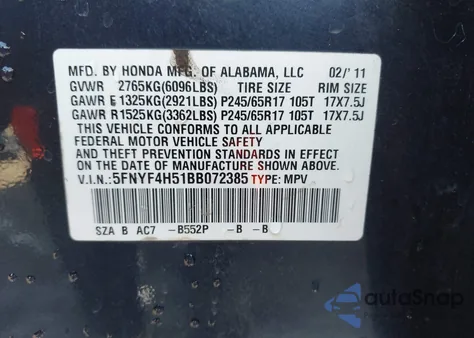 MFD. BY HONDA MFG. OF ALABAMA, LLC 02/'11
GVWR 2765KG(6096LBS) TIRE SIZE RIM SIZE
GAWR F 1325KG(2921LBS) P245/65R17 105T 17X7.5J
GAWR R 1525KG(3362LBS) P245/65R17 105T 17X7.5J
THIS VEHICLE CONFORMS TO ALL APPLICABLE
FEDERAL MOTOR VEHICLE SAFETY
AND THEFT PREVENTION STANDARDS IN EFFECT ON
THE DATE OF MANUFACTURE SHOWN ABOVE.
V.I.N.: 5FNYF4H51BB072385 TYPE: MPV
SZA B AC7 -B552P -B -B
autoSnap